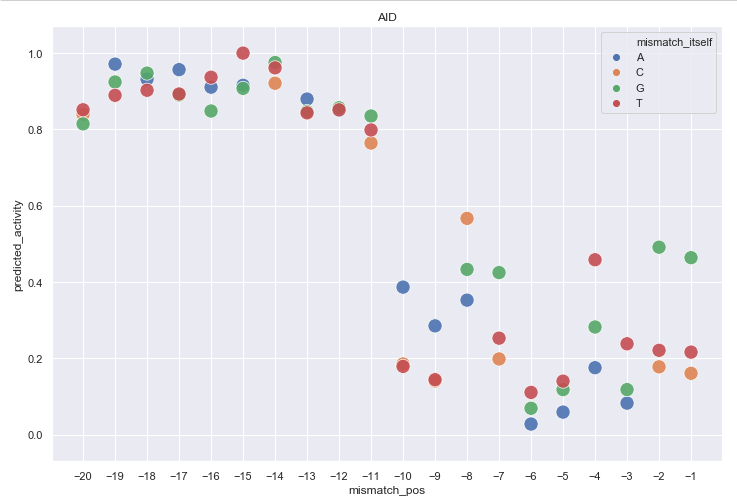 AID
mismatch_itself
A
C
G
T
predicted_activity
1.0
0.8
0.6
0.4
0.2
0.0
−20 −19 −18 −17 −16 −15 −14 −13 −12 −11 −10 −9 −8 −7 −6 −5 −4 −3 −2 −1
mismatch_pos